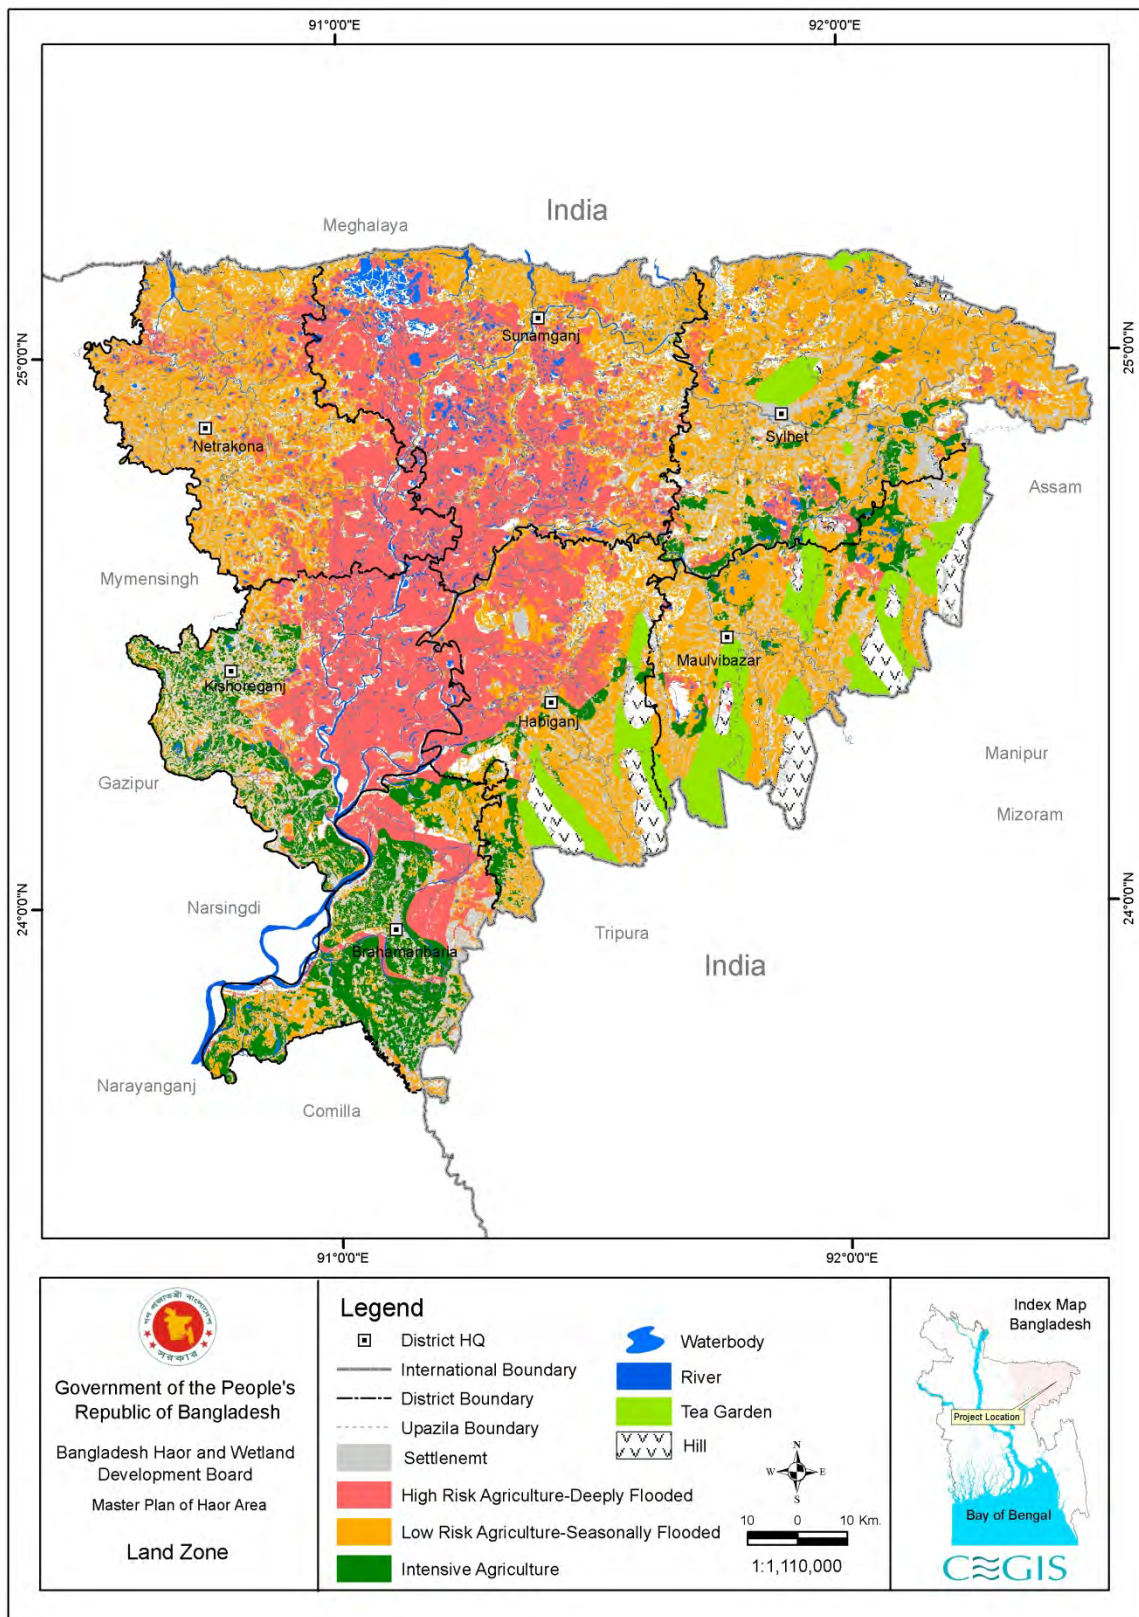 91°0'0"E
92°0'0"E
India
Meghalaya
Sunamganj
25°0'0"N
25°0'0"N
Netrakona
Sylhet
Assam
Mymensingh
Maulvibazar
Kishoreganj
Habiganj
Manipur
Gazipur
Mizoram
24°0'0"N
24°0'0"N
Narsingdi
Tripura
Brahamanbaria
India
Narayanganj
Comilla
91°0'0"E
92°0'0"E
গণ প্রজাতন্ত্রী বাংলাদেশ
সরকার
Government of the People's
Republic of Bangladesh
Bangladesh Haor and Wetland
Development Board
Master Plan of Haor Area
Land Zone
Legend
District HQ
International Boundary
District Boundary
Upazila Boundary
Settlenemt
High Risk Agriculture-Deeply Flooded
Low Risk Agriculture-Seasonally Flooded
Intensive Agriculture
Waterbody
River
Tea Garden
Hill
N
W
E
S
10 0 10 Km.
1:1,110,000
Index Map
Bangladesh
Project Location
Bay of Bengal
CEGIS